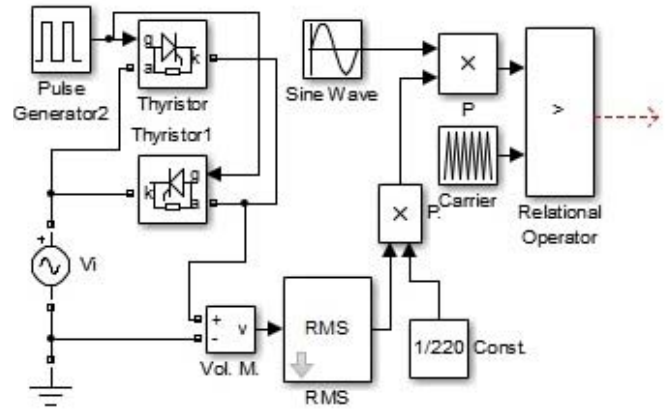 g
k
a
Pulse
Generator2
Thyristor
Thyristor1
g
k
a
+
Vi
+
-
v
Vol. M.
RMS
RMS
1/220
Const.
×
P.
Sine Wave
×
P
Carrier
>
Relational
Operator